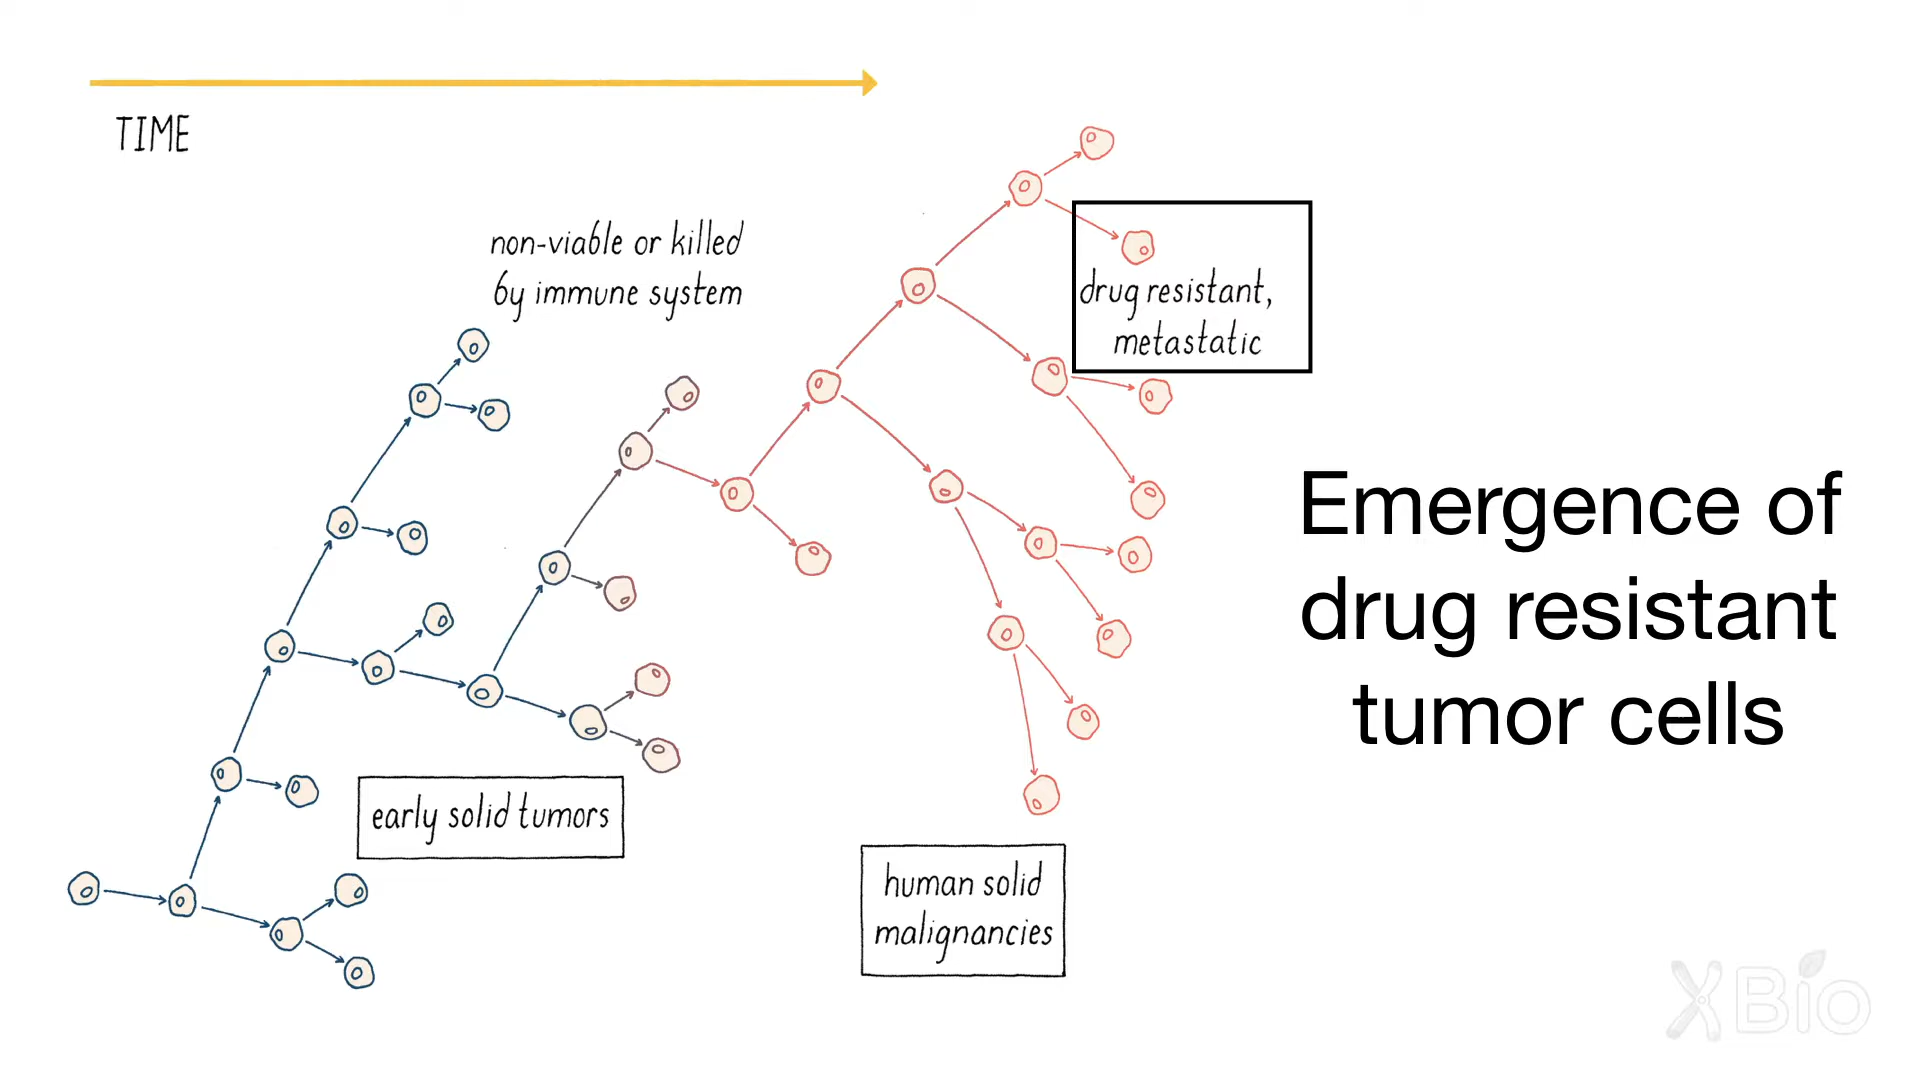 TIME
non-viable or killed
by immune system
drug resistant,
metastatic
Emergence of
drug resistant
tumor cells
early solid tumors
human solid
malignancies
XBio